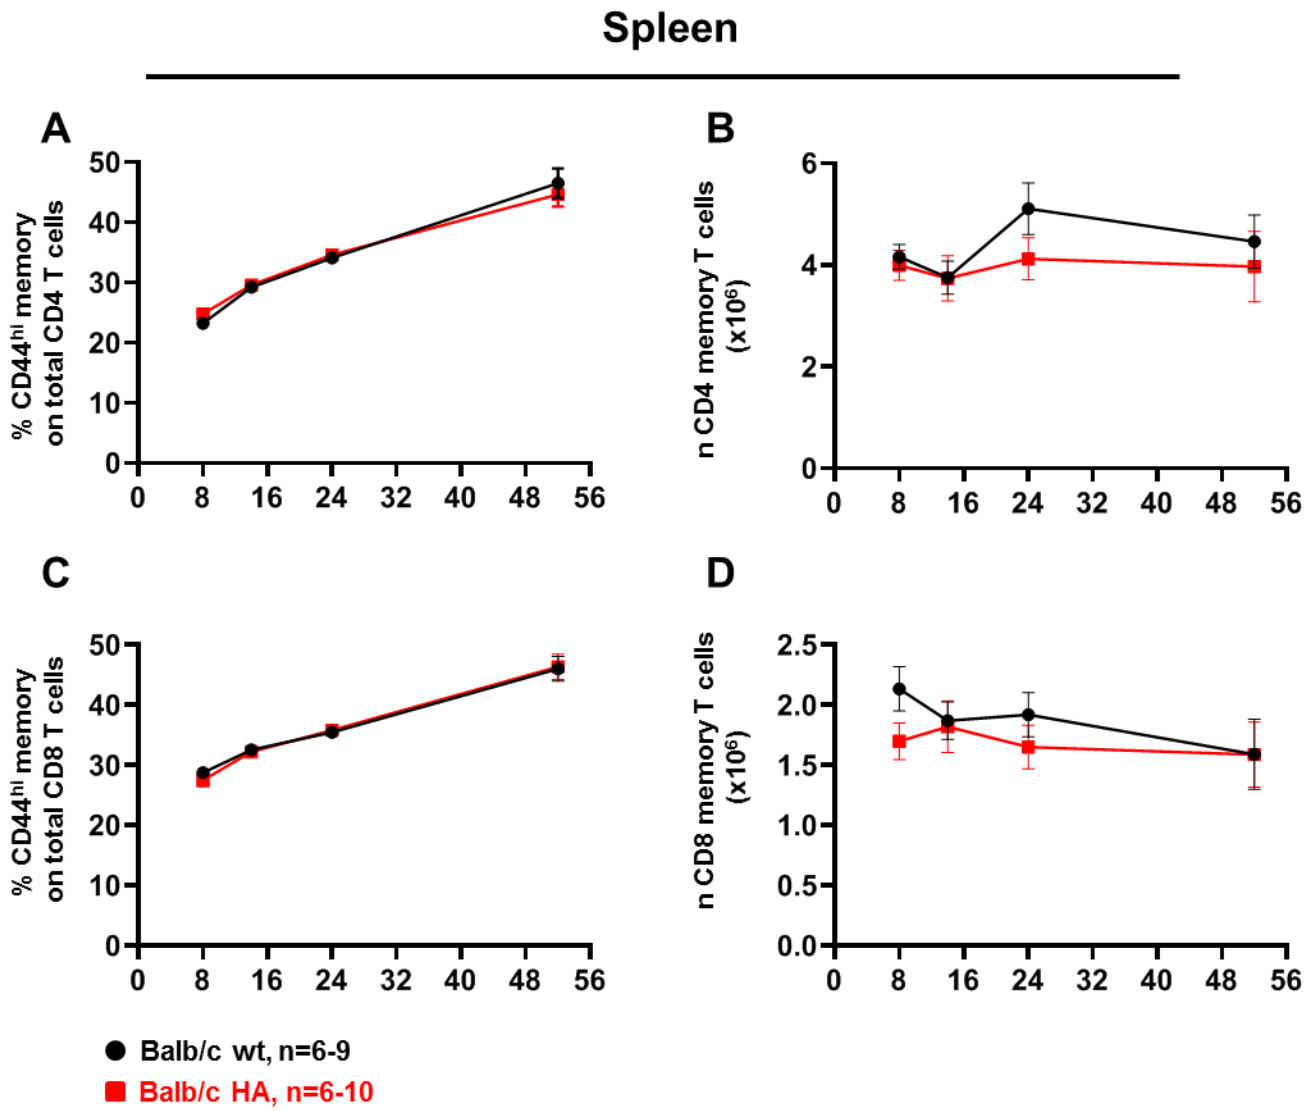 Spleen
A
% CD44hi memory
on total CD4 T cells
50
40
30
20
10
0
0 8 16 24 32 40 48 56
B
n CD4 memory T cells
(x10⁶)
6
4
2
0
0 8 16 24 32 40 48 56
C
% CD44hi memory
on total CD8 T cells
50
40
30
20
10
0
0 8 16 24 32 40 48 56
D
n CD8 memory T cells
(x10⁶)
2.5
2.0
1.5
1.0
0.5
0.0
0 8 16 24 32 40 48 56
Balb/c wt, n=6-9
Balb/c HA, n=6-10